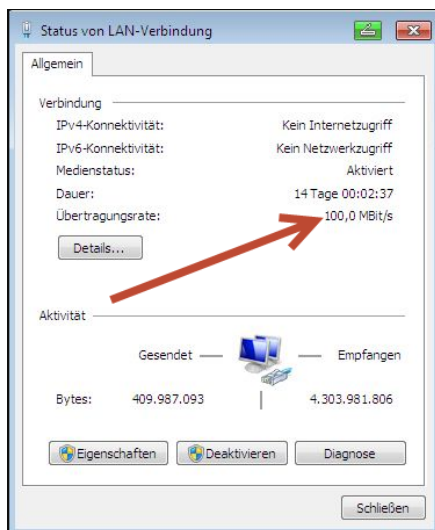 Status von LAN-Verbindung
Allgemein
Verbindung
IPv4-Konnektivität: Kein Internetzugriff
IPv6-Konnektivität: Kein Netzwerkzugriff
Medienstatus: Aktiviert
Dauer: 14 Tage 00:02:37
Übertragungsrate: 100,0 MBit/s
Details...
Aktivität
Gesendet Empfangen
Bytes: 409.987.093 4.303.981.806
Eigenschaften Deaktivieren Diagnose
Schließen